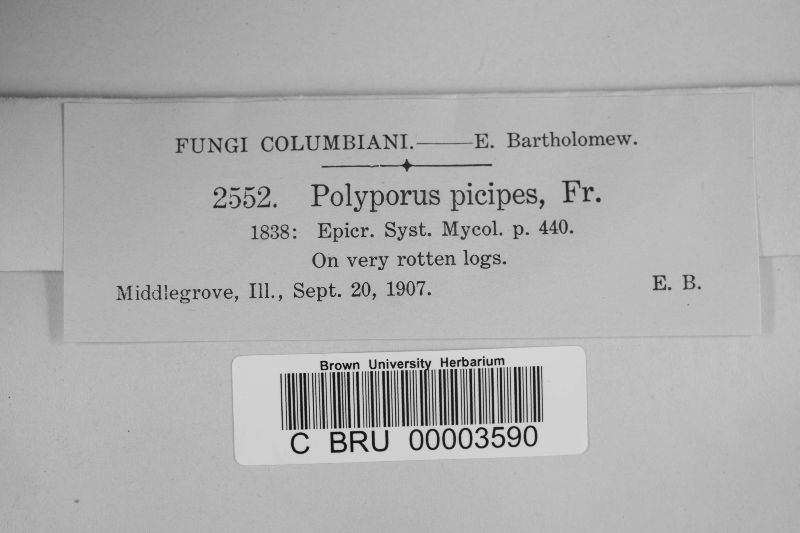 FUNGI COLUMBIANI.——E. Bartholomew.
2552. Polyporus picipes, Fr.
1838: Epicr. Syst. Mycol. p. 440.
On very rotten logs.
Middlegrove, Ill., Sept. 20, 1907. E. B.
Brown University Herbarium
C BRU 00003590